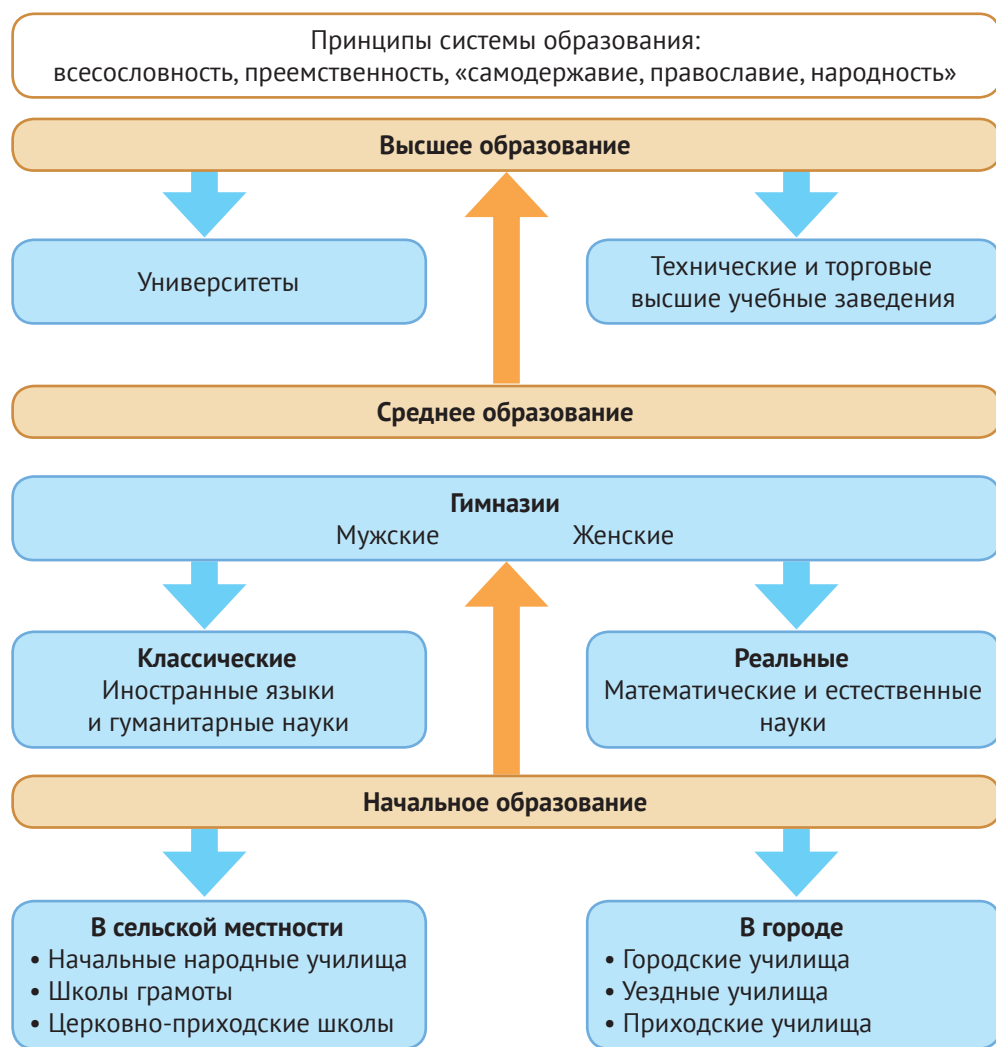 Принципы системы образования:
всесословность, преемственность, «самодержавие, православие, народность»
Высшее образование
Университеты
Технические и торговые
высшие учебные заведения
Среднее образование
Гимназии
Мужские Женские
Классические
Иностранные языки
и гуманитарные науки
Реальные
Математические и естественные
науки
Начальное образование
В сельской местности
• Начальные народные училища
• Школы грамоты
• Церковно-приходские школы
В городе
• Городские училища
• Уездные училища
• Приходские училища